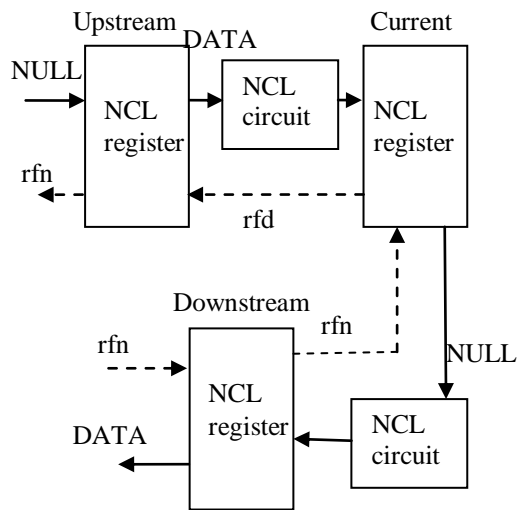 Upstream
Current
DATA
NULL
NCL
register
NCL
circuit
NCL
register
rfn
rfd
Downstream
rfn
rfn
NULL
NCL
register
DATA
NCL
circuit